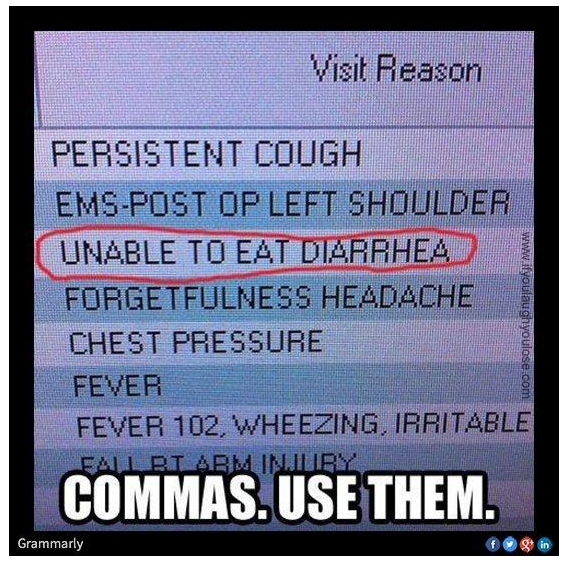 Visit Reason
PERSISTENT COUGH
EMS-POST OP LEFT SHOULDER
UNABLE TO EAT DIARRHEA
FORGETFULNESS HEADACHE
CHEST PRESSURE
FEVER
FEVER 102, WHEEZING, IRRITABLE
FALL RT ARM INJURY
COMMAS. USE THEM.
www.ifyoulaughyoulose.com
Grammarly
f
g+
in